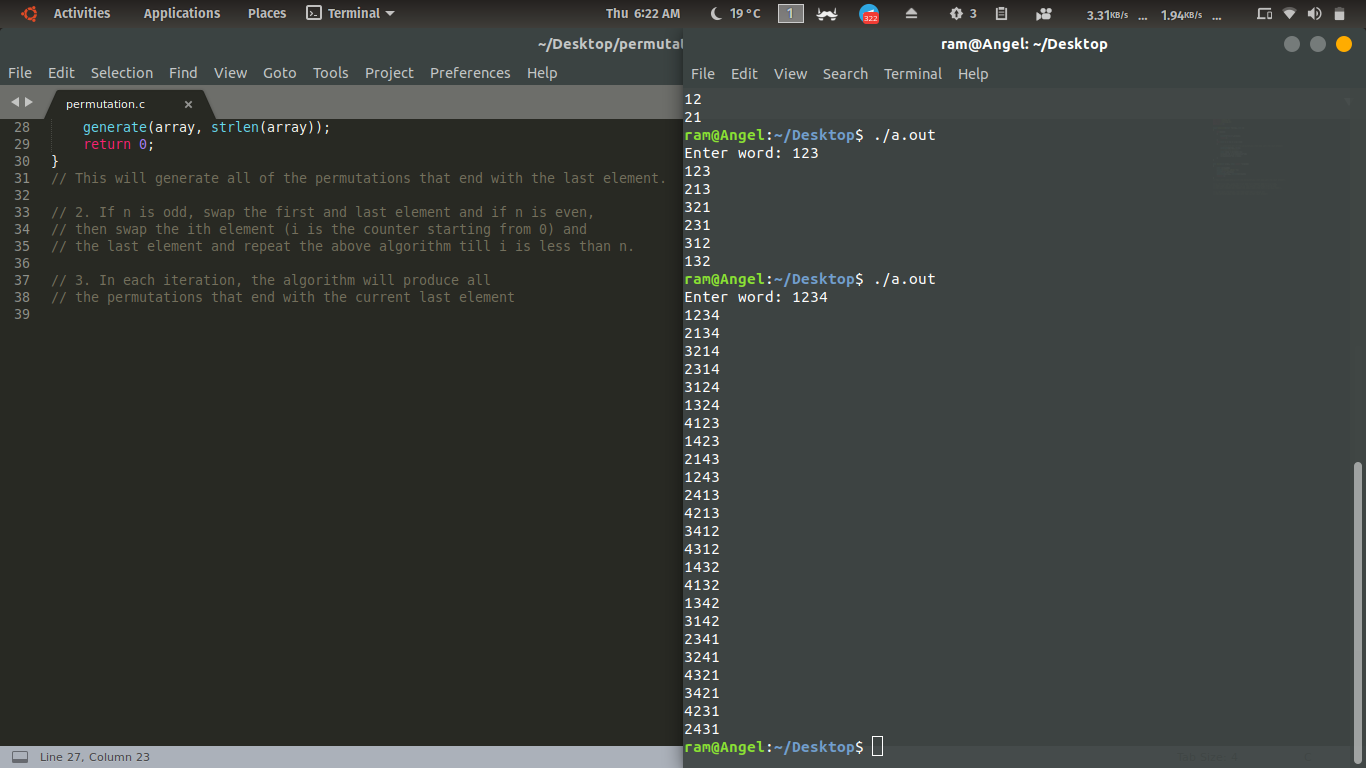 Activities Applications Places Terminal Thu 6:22 AM 19 °C 1 322 3 3.31KB/s ... 1.94KB/s ...
~/Desktop/permutat
File Edit Selection Find View Goto Tools Project Preferences Help
permutation.c ×
28 generate(array, strlen(array));
29 return 0;
30 }
31 // This will generate all of the permutations that end with the last element.
32
33 // 2. If n is odd, swap the first and last element and if n is even,
34 // then swap the ith element (i is the counter starting from 0) and
35 // the last element and repeat the above algorithm till i is less than n.
36
37 // 3. In each iteration, the algorithm will produce all
38 // the permutations that end with the current last element
39
Line 27, Column 23
ram@Angel: ~/Desktop
File Edit View Search Terminal Help
12
21
ram@Angel:~/Desktop$ ./a.out
Enter word: 123
123
213
321
231
312
132
ram@Angel:~/Desktop$ ./a.out
Enter word: 1234
1234
2134
3214
2314
3124
1324
4123
1423
2143
1243
2413
4213
3412
4312
1432
4132
1342
3142
2341
3241
4321
3421
4231
2431
ram@Angel:~/Desktop$